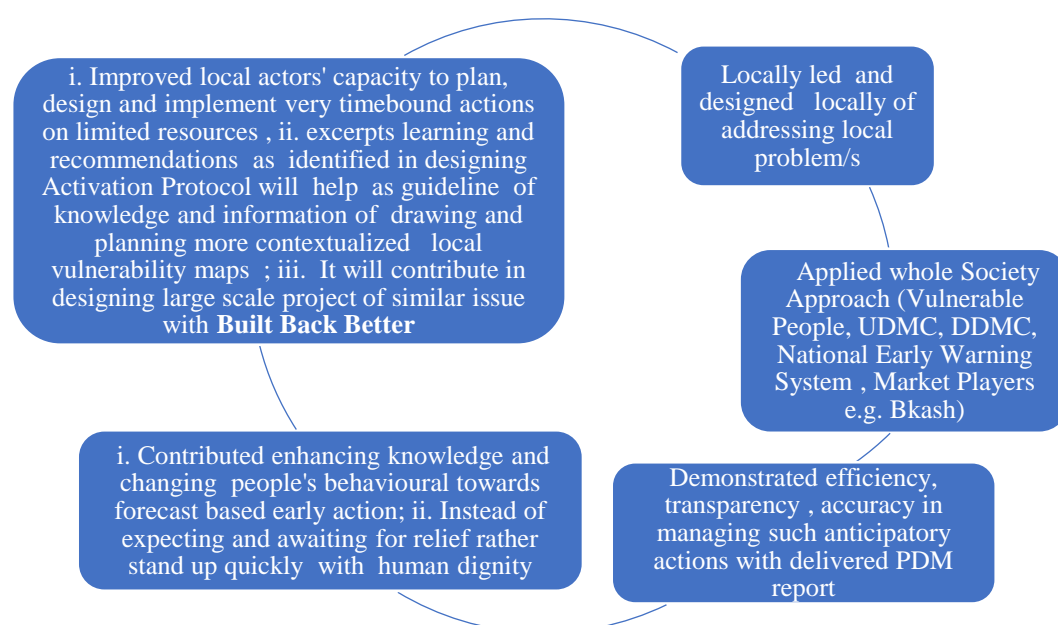 i. Improved local actors' capacity to plan,
design and implement very timebound actions
on limited resources , ii. excerpts learning and
recommendations as identified in designing
Activation Protocol will help as guideline of
knowledge and information of drawing and
planning more contextualized local
vulnerability maps ; iii. It will contribute in
designing large scale project of similar issue
with Built Back Better
Locally led and
designed locally of
addressing local
problem/s
Applied whole Society
Approach (Vulnerable
People, UDMC, DDMC,
National Early Warning
System , Market Players
e.g. Bkash)
Demonstrated efficiency,
transparency , accuracy in
managing such anticipatory
actions with delivered PDM
report
i. Contributed enhancing knowledge and
changing people's behavioural towards
forecast based early action; ii. Instead of
expecting and awaiting for relief rather
stand up quickly with human dignity